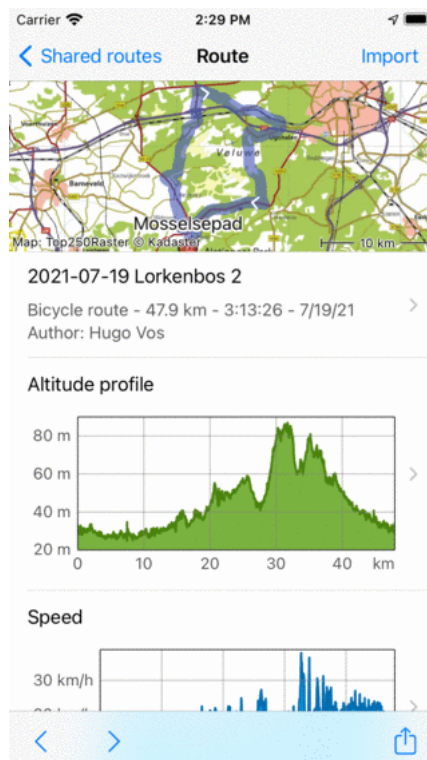 Carrier 2:29 PM
Shared routes Route Import
Veluwe
Barneveld
Mosselsepad
Map: Top250Raster © Kadaster
10 km
2021-07-19 Lorkenbos 2
Bicycle route - 47.9 km - 3:13:26 - 7/19/21
Author: Hugo Vos
Altitude profile
80 m
60 m
40 m
20 m
0 10 20 30 40 km
Speed
30 km/h